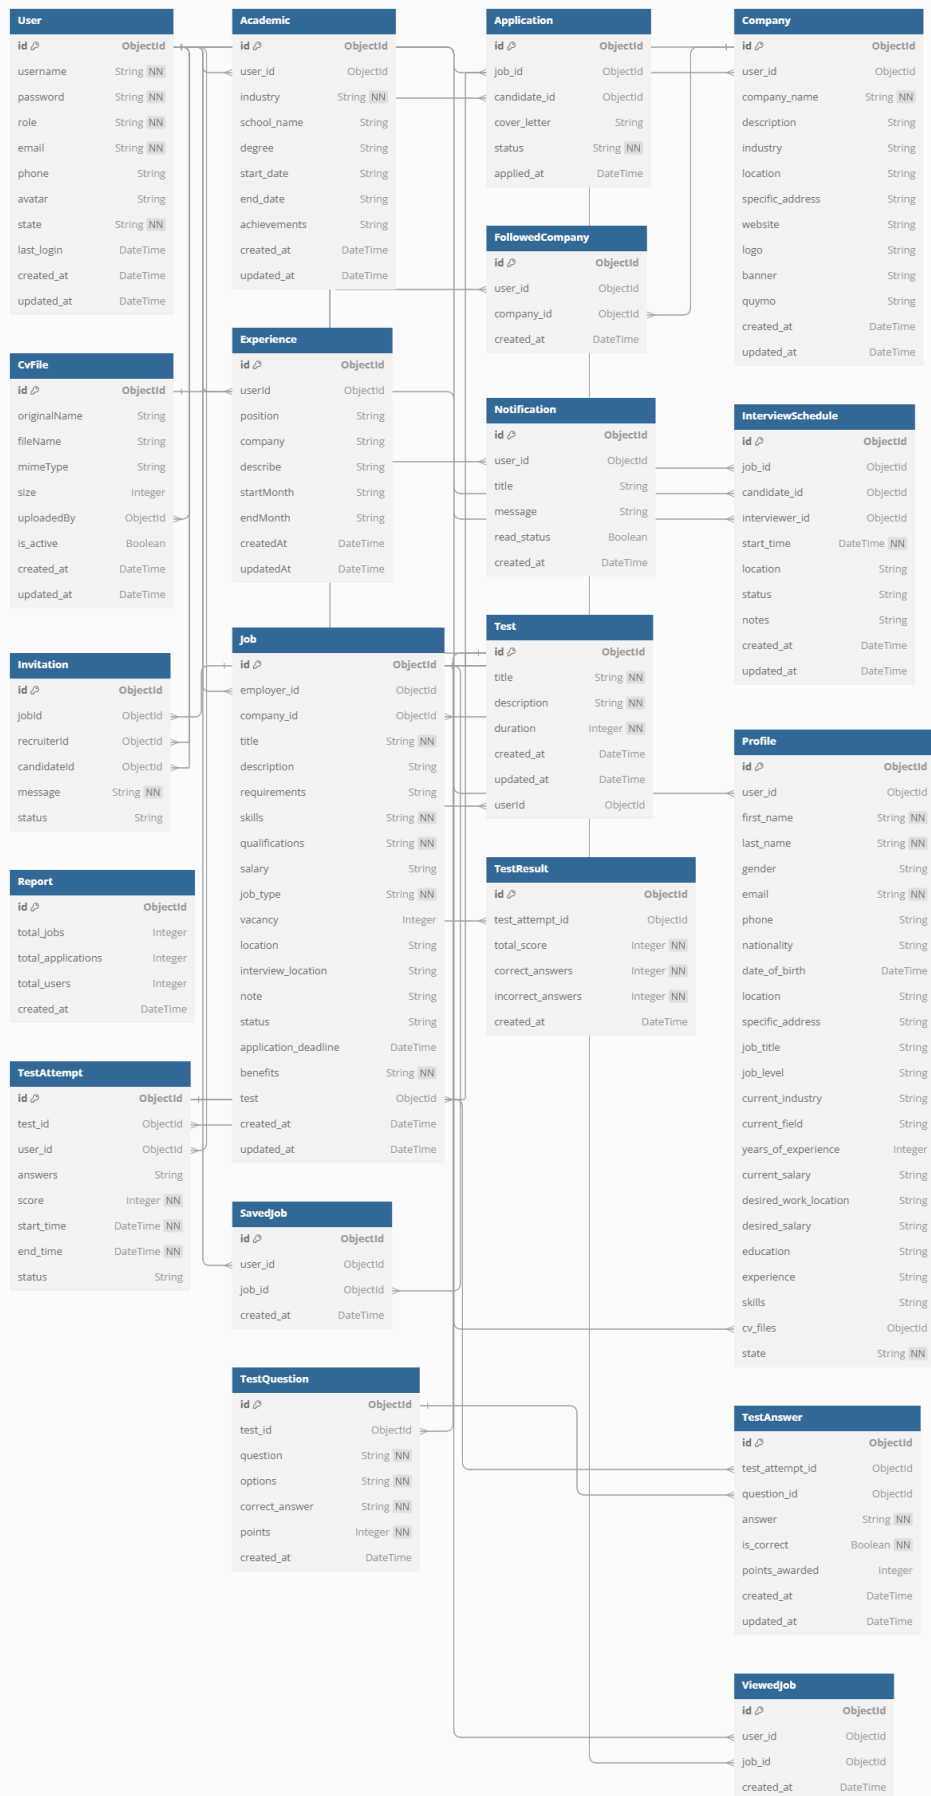 User
id ObjectId
username String NN
password String NN
role String NN
email String NN
phone String
avatar String
state String NN
last_login DateTime
created_at DateTime
updated_at DateTime
CvFile
id ObjectId
originalName String
fileName String
mimeType String
size Integer
uploadedBy ObjectId
is_active Boolean
created_at DateTime
updated_at DateTime
Invitation
id ObjectId
jobId ObjectId
recruiterId ObjectId
candidateId ObjectId
message String NN
status String
Report
id ObjectId
total_jobs Integer
total_applications Integer
total_users Integer
created_at DateTime
TestAttempt
id ObjectId
test_id ObjectId
user_id ObjectId
answers String
score Integer NN
start_time DateTime NN
end_time DateTime NN
status String
Academic
id ObjectId
user_id ObjectId
industry String NN
school_name String
degree String
start_date String
end_date String
achievements String
created_at DateTime
updated_at DateTime
Experience
id ObjectId
userId ObjectId
position String
company String
describe String
startMonth String
endMonth String
createdAt DateTime
updatedAt DateTime
Job
id ObjectId
employer_id ObjectId
company_id ObjectId
title String NN
description String
requirements String
skills String NN
qualifications String NN
salary String
job_type String NN
vacancy Integer
location String
interview_location String
note String
status String
application_deadline DateTime
benefits String NN
test ObjectId
created_at DateTime
updated_at DateTime
SavedJob
id ObjectId
user_id ObjectId
job_id ObjectId
created_at DateTime
TestQuestion
id ObjectId
test_id ObjectId
question String NN
options String NN
correct_answer String NN
points Integer NN
created_at DateTime
Application
id ObjectId
job_id ObjectId
candidate_id ObjectId
cover_letter String
status String NN
applied_at DateTime
FollowedCompany
id ObjectId
user_id ObjectId
company_id ObjectId
created_at DateTime
Notification
id ObjectId
user_id ObjectId
title String
message String
read_status Boolean
created_at DateTime
Test
id ObjectId
title String NN
description String NN
duration Integer NN
created_at DateTime
updated_at DateTime
userId ObjectId
TestResult
id ObjectId
test_attempt_id ObjectId
total_score Integer NN
correct_answers Integer NN
incorrect_answers Integer NN
created_at DateTime
Company
id ObjectId
user_id ObjectId
company_name String NN
description String
industry String
location String
specific_address String
website String
logo String
banner String
quymo String
created_at DateTime
updated_at DateTime
InterviewSchedule
id ObjectId
job_id ObjectId
candidate_id ObjectId
interviewer_id ObjectId
start_time DateTime NN
location String
status String
notes String
created_at DateTime
updated_at DateTime
Profile
id ObjectId
user_id ObjectId
first_name String NN
last_name String NN
gender String
email String NN
phone String
nationality String
date_of_birth DateTime
location String
specific_address String
job_title String
job_level String
current_industry String
current_field String
years_of_experience Integer
current_salary String
desired_work_location String
desired_salary String
education String
experience String
skills String
cv_files ObjectId
state String NN
TestAnswer
id ObjectId
test_attempt_id ObjectId
question_id ObjectId
answer String NN
is_correct Boolean NN
points_awarded Integer
created_at DateTime
updated_at DateTime
ViewedJob
id ObjectId
user_id ObjectId
job_id ObjectId
created_at DateTime